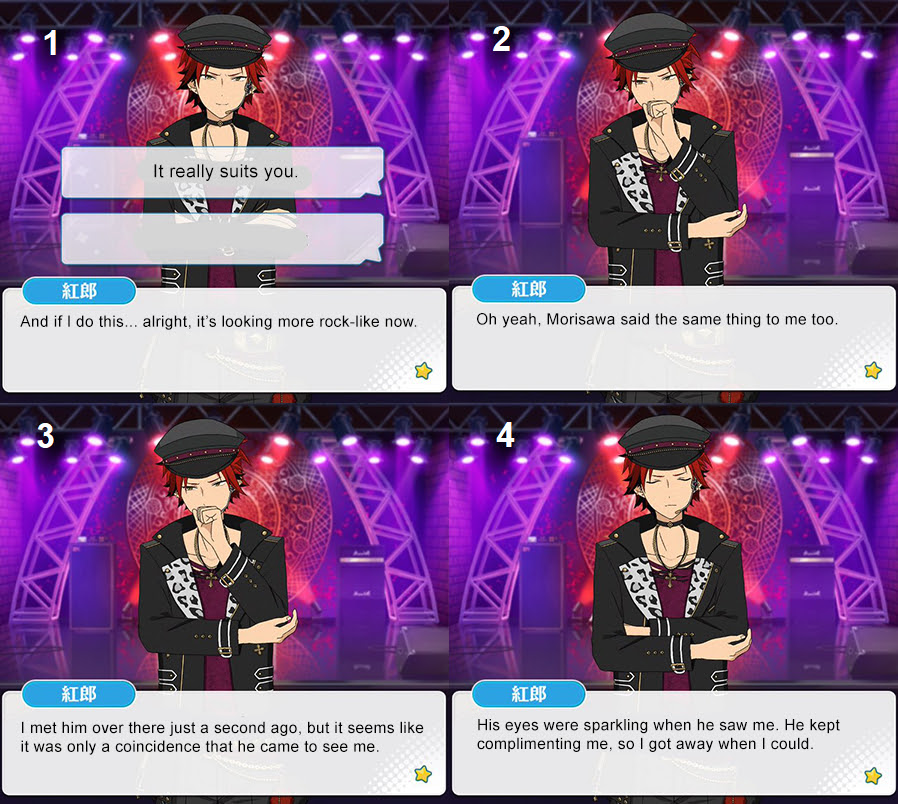 1
It really suits you.
紅郎
And if I do this... alright, it's looking more rock-like now.
2
紅郎
Oh yeah, Morisawa said the same thing to me too.
3
紅郎
I met him over there just a second ago, but it seems like
it was only a coincidence that he came to see me.
4
紅郎
His eyes were sparkling when he saw me. He kept
complimenting me, so I got away when I could.